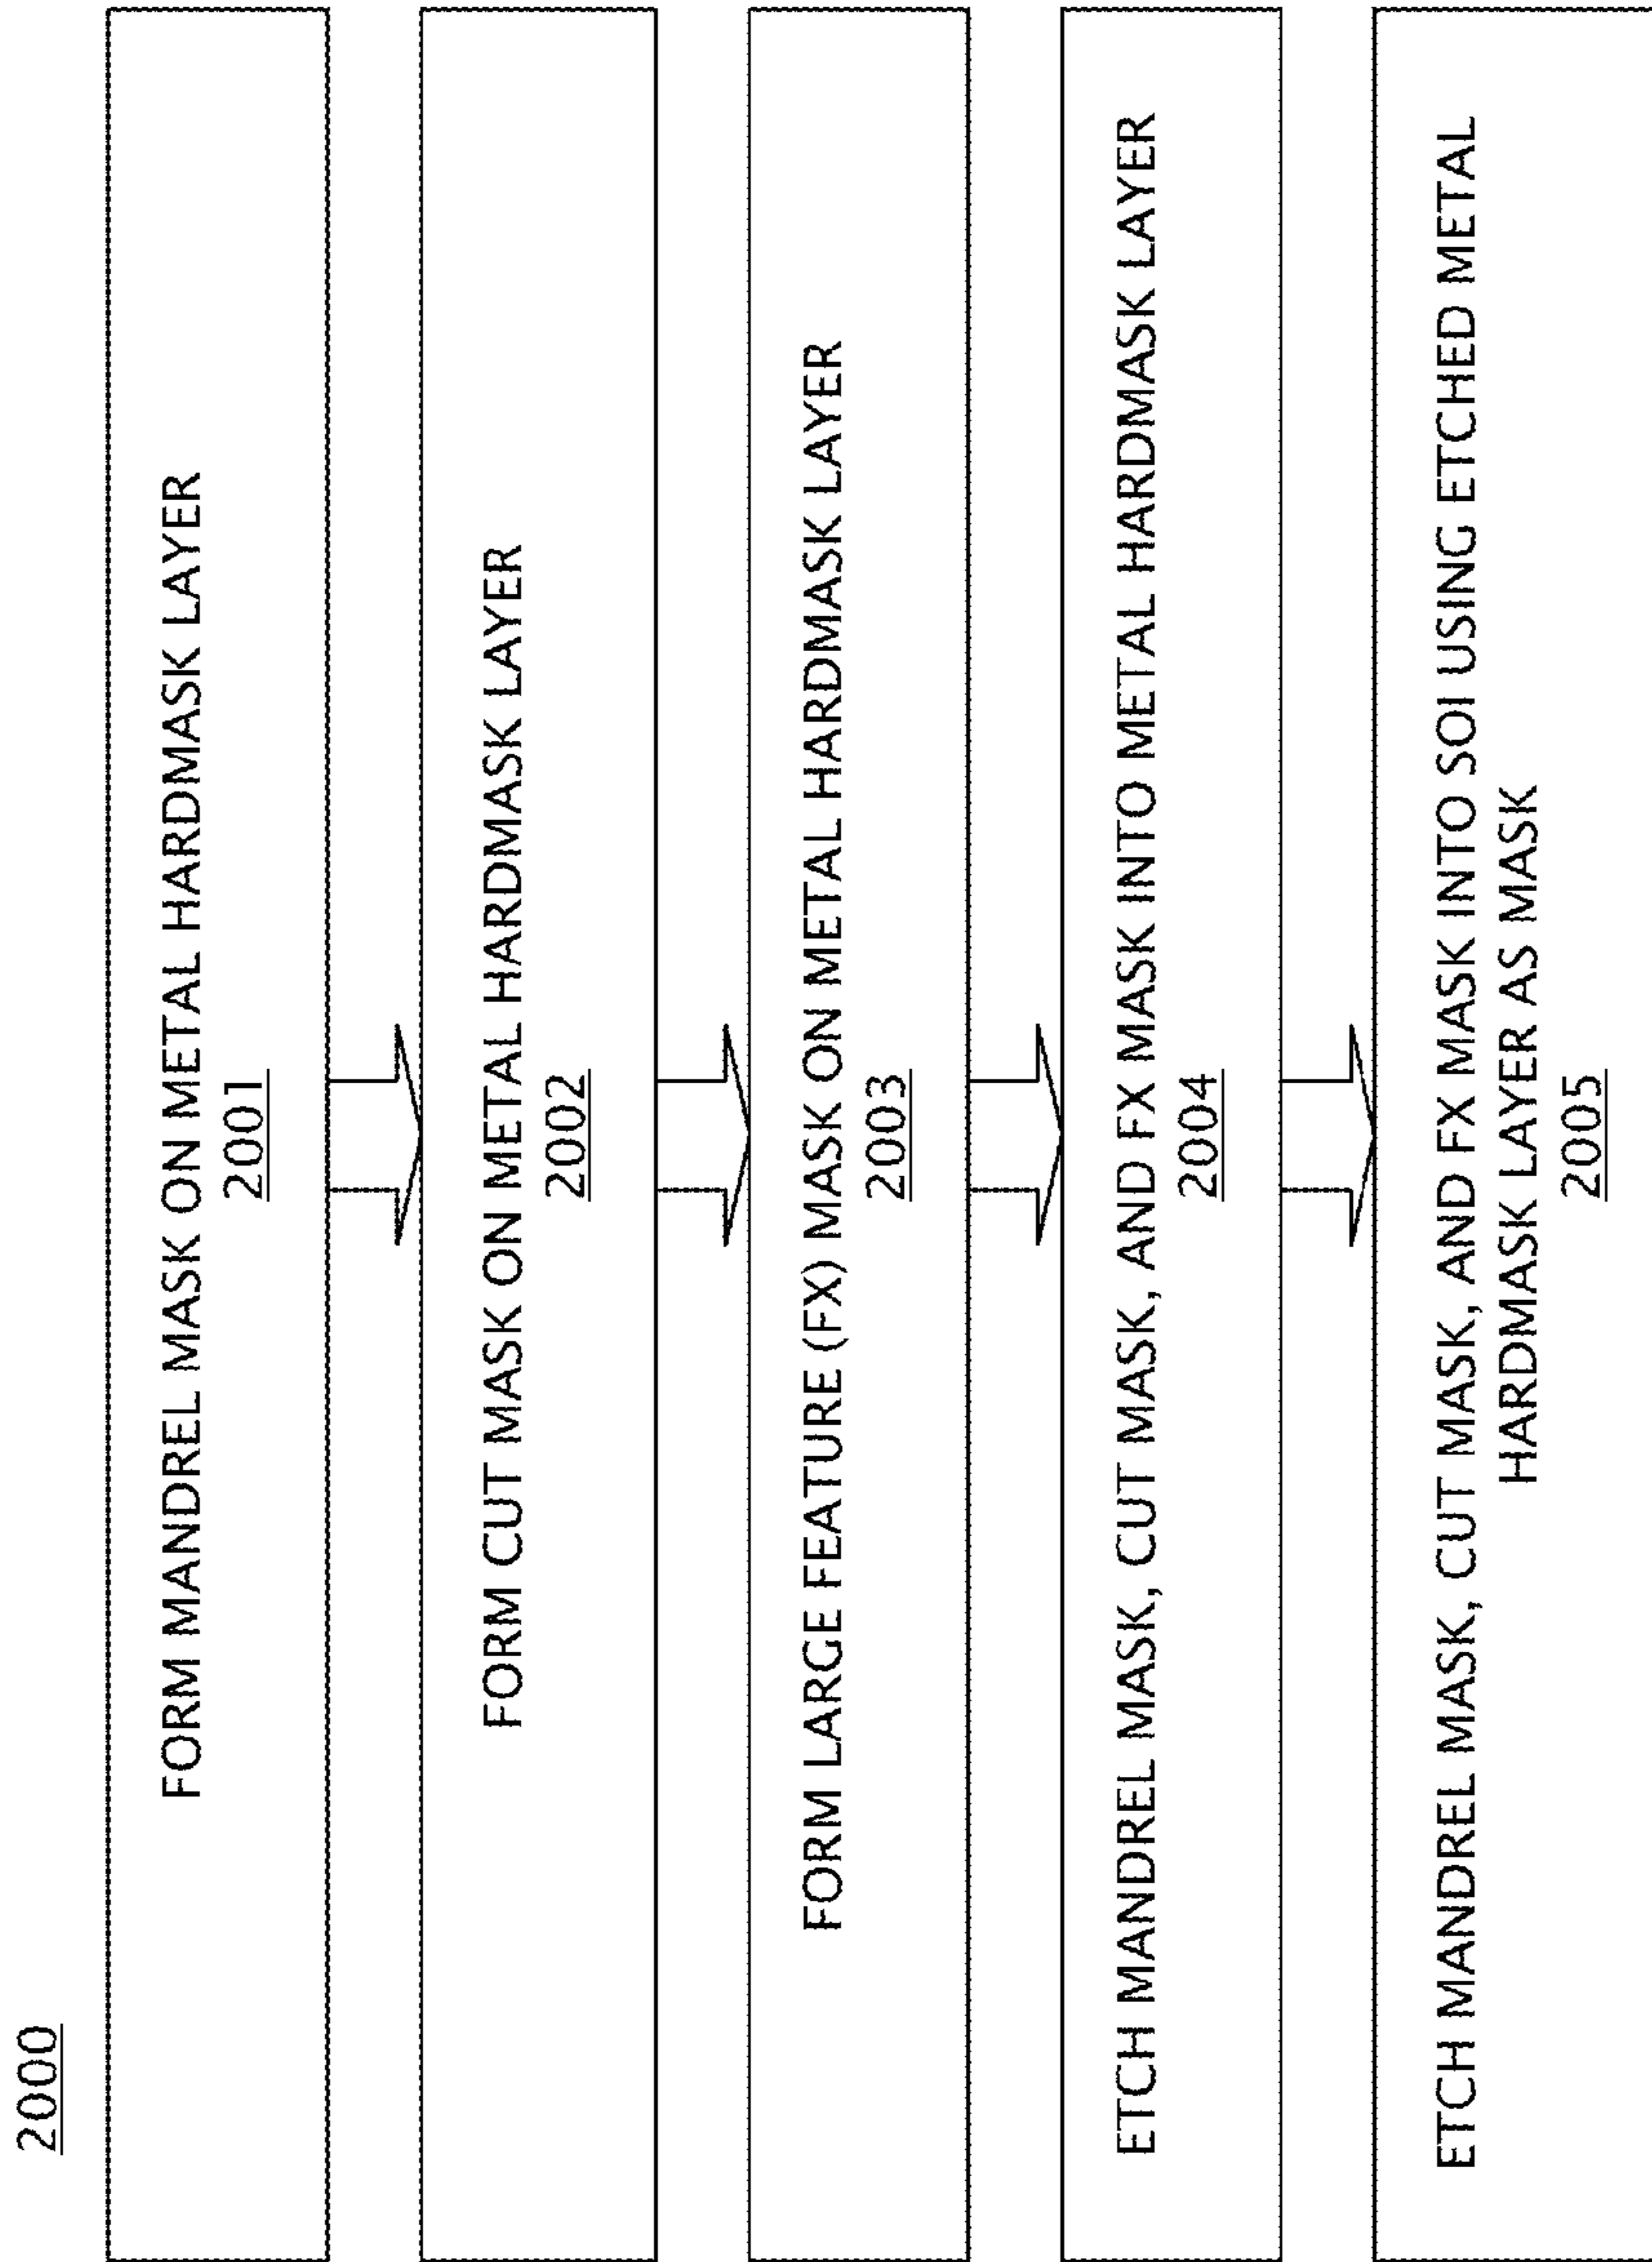 2000
FORM MANDREL MASK ON METAL HARDMASK LAYER
2001
FORM CUT MASK ON METAL HARDMASK LAYER
2002
FORM LARGE FEATURE (FX) MASK ON METAL HARDMASK LAYER
2003
ETCH MANDREL MASK, CUT MASK, AND FX MASK INTO METAL HARDMASK LAYER
2004
ETCH MANDREL MASK, CUT MASK, AND FX MASK INTO SOI USING ETCHED METAL
HARDMASK LAYER AS MASK
2005